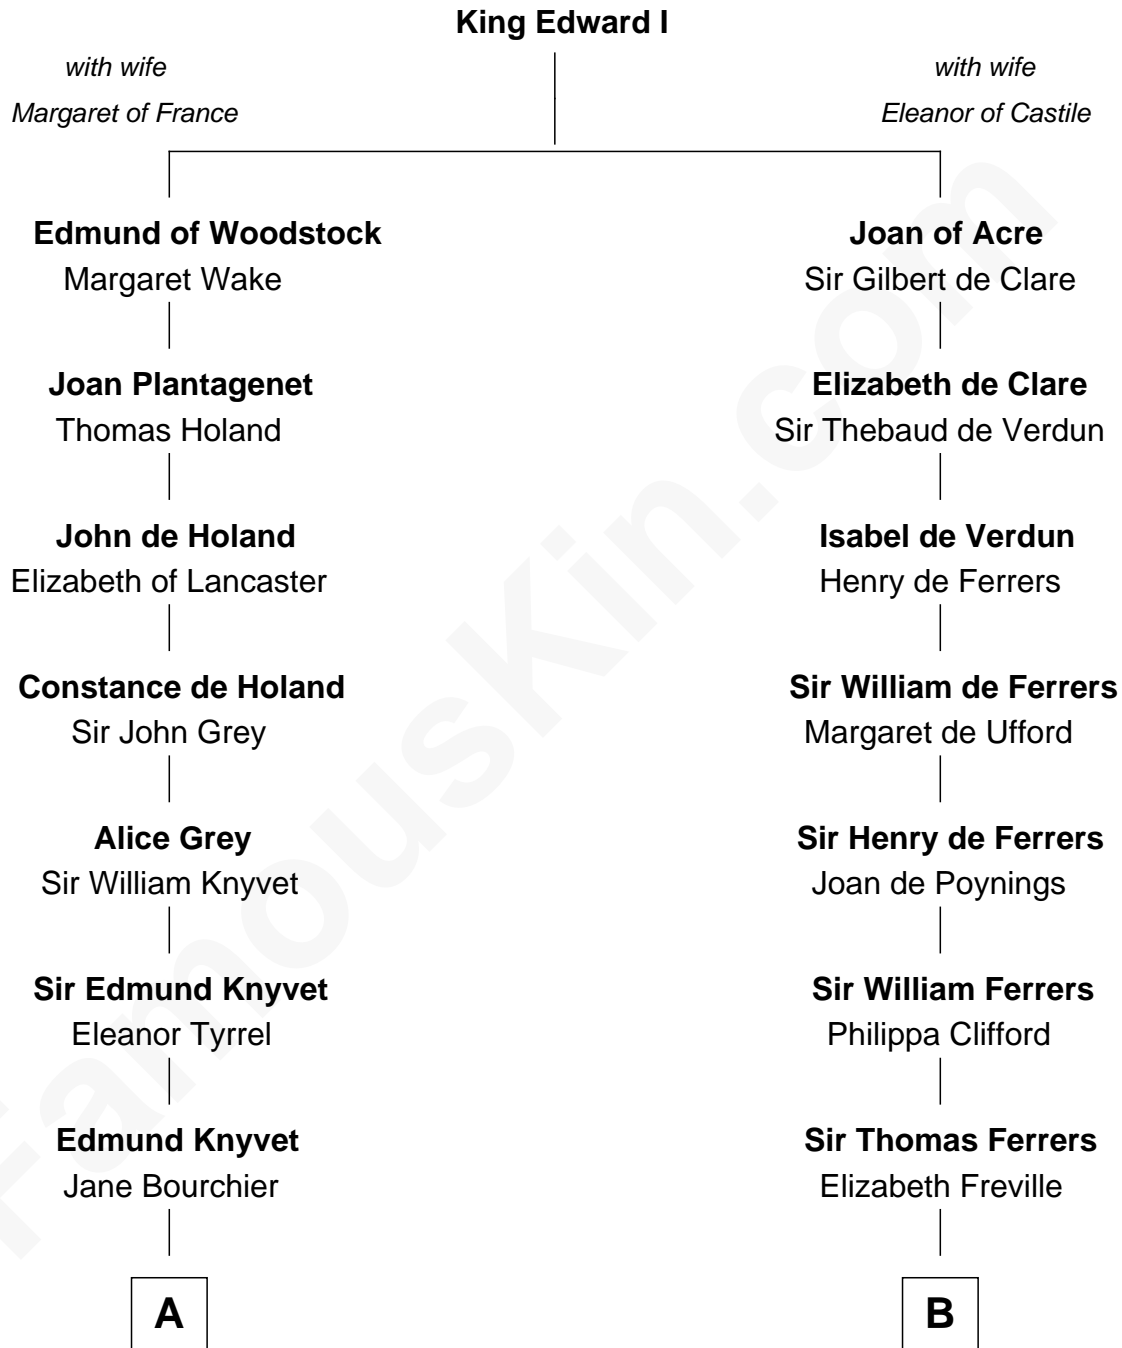 King Edward I
with wife
Margaret of France
with wife
Eleanor of Castile
Edmund of Woodstock
Margaret Wake
Joan of Acre
Sir Gilbert de Clare
Joan Plantagenet
Thomas Holand
Elizabeth de Clare
Sir Thebaud de Verdun
John de Holand
Elizabeth of Lancaster
Isabel de Verdun
Henry de Ferrers
Constance de Holand
Sir John Grey
Sir William de Ferrers
Margaret de Ufford
Alice Grey
Sir William Knyvet
Sir Henry de Ferrers
Joan de Poynings
Sir Edmund Knyvet
Eleanor Tyrrel
Sir William Ferrers
Philippa Clifford
Edmund Knyvet
Jane Bourchier
Sir Thomas Ferrers
Elizabeth Freville
A
B
FamousKin.com